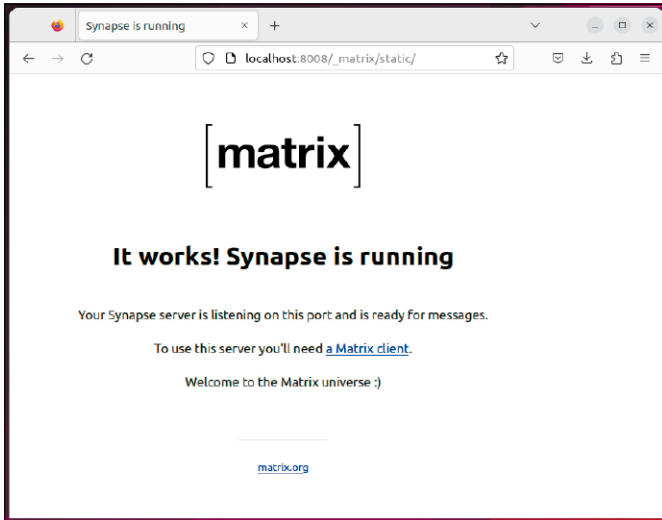 Synapse is running
localhost:8008/_matrix/static/
[matrix]
It works! Synapse is running
Your Synapse server is listening on this port and is ready for messages.
To use this server you'll need a Matrix client.
Welcome to the Matrix universe :)
matrix.org